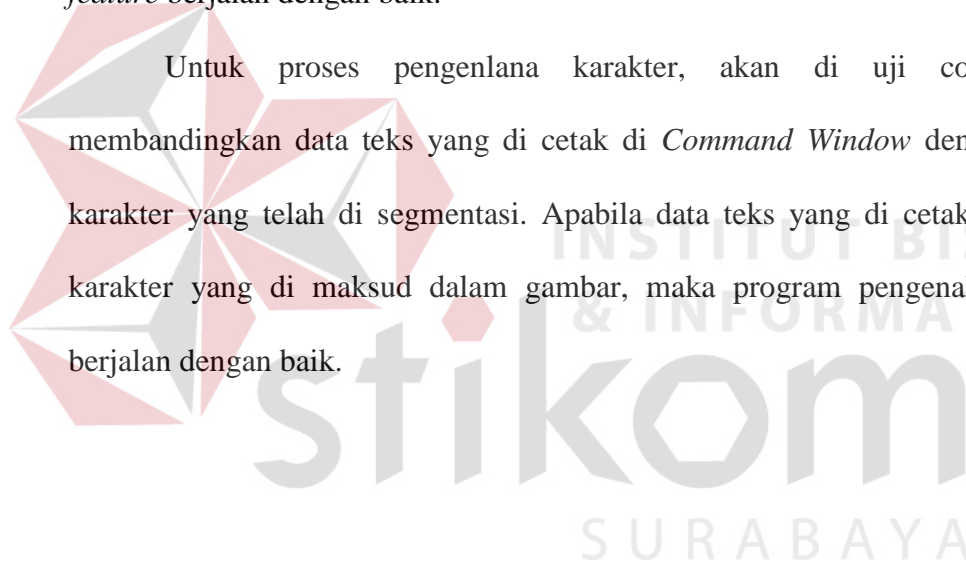 feature berjalan dengan baik.
Untuk proses pengenlana karakter, akan di uji co
membandingkan data teks yang di cetak di Command Window den
karakter yang telah di segmentasi. Apabila data teks yang di cetak
INSTITUT BIS
karakter yang di maksud dalam gambar, maka program pengenal
& INFORMA
berjalan dengan baik.
stikom
SURABAYA